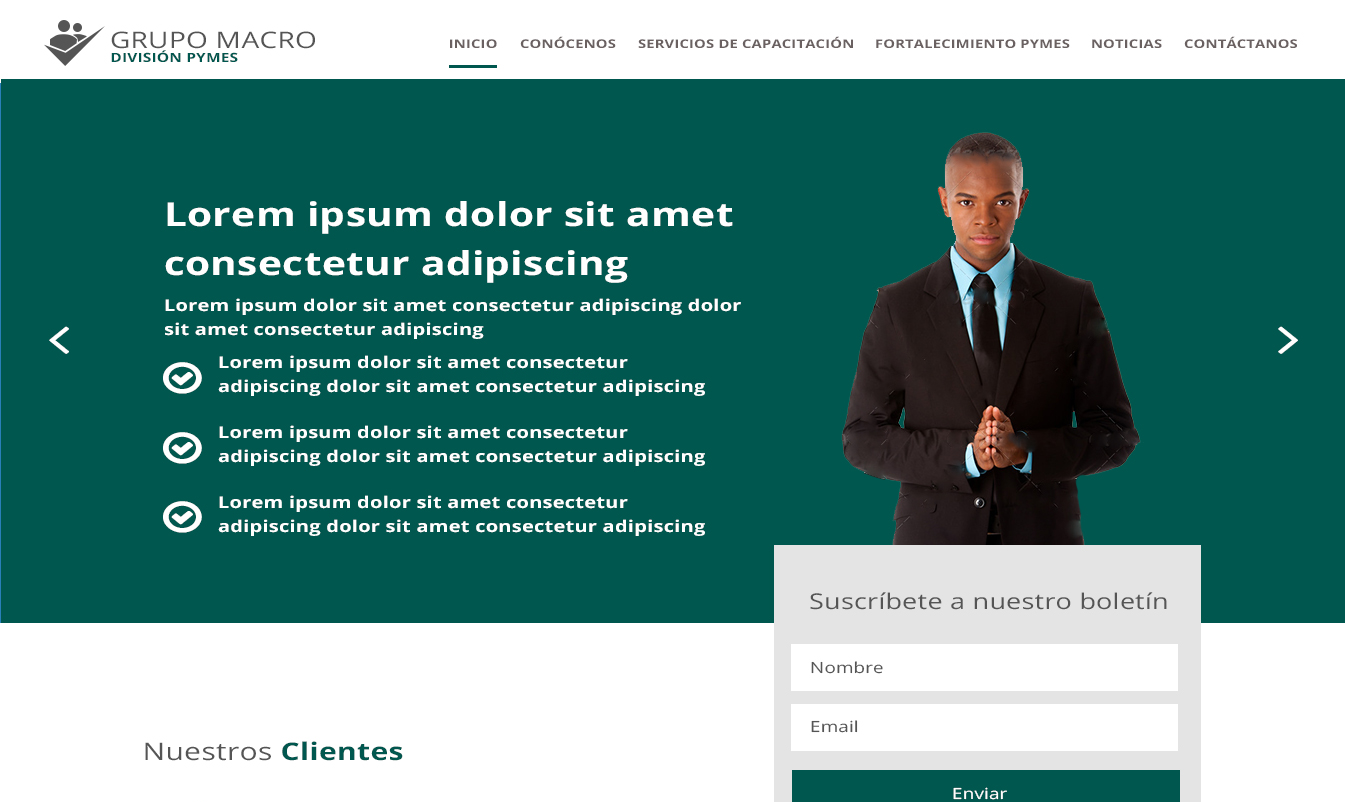 GRUPO MACRO
DIVISIÓN PYMES
INICIO CONÓCENOS SERVICIOS DE CAPACITACIÓN FORTALECIMIENTO PYMES NOTICIAS CONTÁCTANOS
Lorem ipsum dolor sit amet
consectetur adipiscing
Lorem ipsum dolor sit amet consectetur adipiscing dolor
sit amet consectetur adipiscing
Lorem ipsum dolor sit amet consectetur
adipiscing dolor sit amet consectetur adipiscing
Lorem ipsum dolor sit amet consectetur
adipiscing dolor sit amet consectetur adipiscing
Lorem ipsum dolor sit amet consectetur
adipiscing dolor sit amet consectetur adipiscing
Suscríbete a nuestro boletín
Nombre
Email
Enviar
Nuestros Clientes